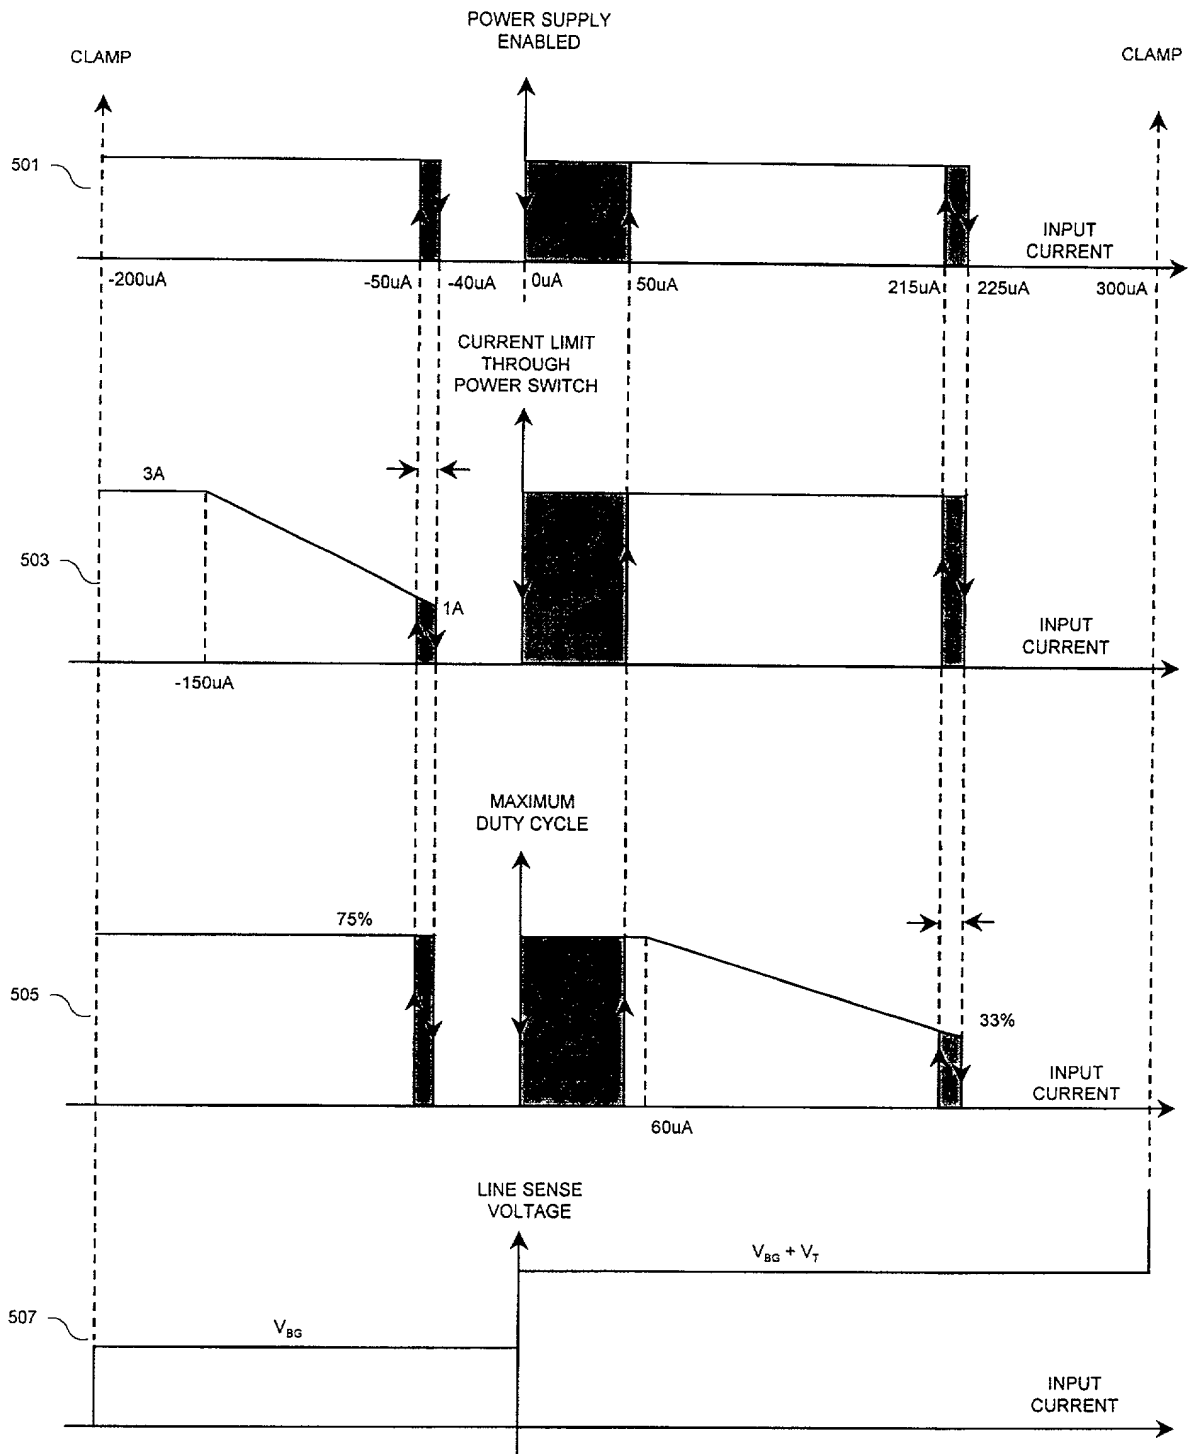 POWER SUPPLY
ENABLED
CLAMP
CLAMP
501
INPUT
CURRENT
-200uA
-50uA
-40uA
0uA
50uA
215uA
225uA
300uA
CURRENT LIMIT
THROUGH
POWER SWITCH
3A
503
1A
INPUT
CURRENT
-150uA
MAXIMUM
DUTY CYCLE
75%
505
33%
INPUT
CURRENT
60uA
LINE SENSE
VOLTAGE
V_BG + V_T
507
V_BG
INPUT
CURRENT